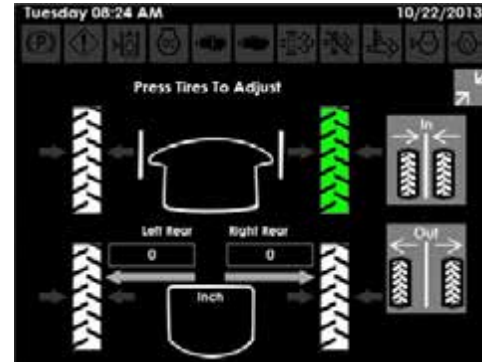 Tuesday 08:24 AM 10/22/2013
(P)
Press Tires To Adjust
In
Left Rear Right Rear
0 0
Out
Inch